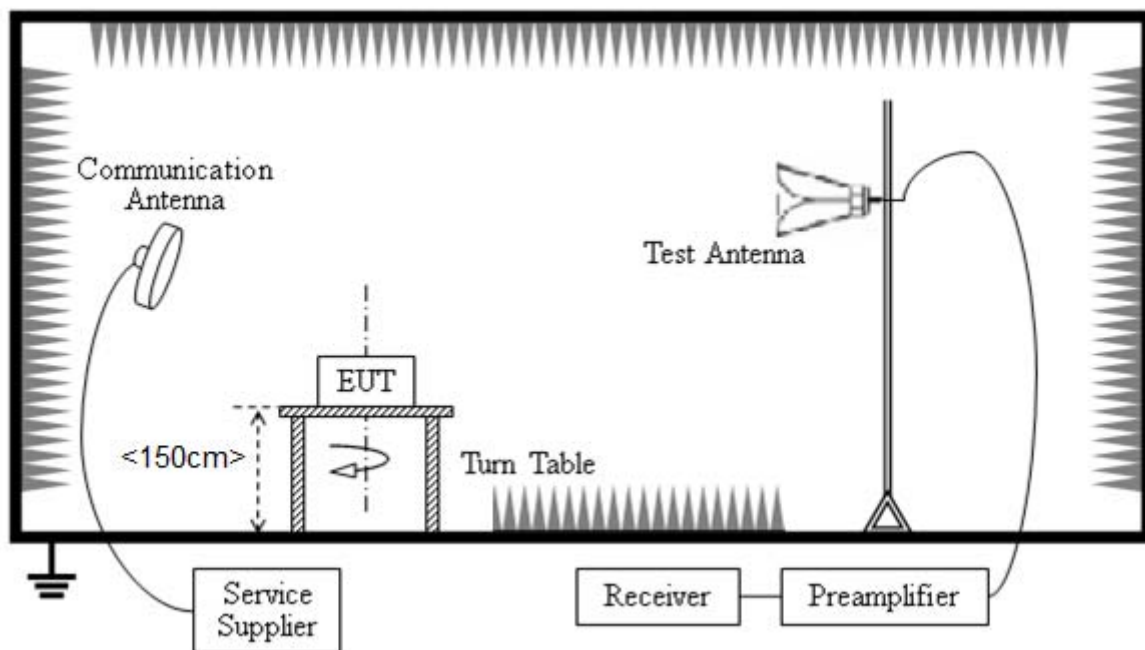 Communication
Antenna
Test Antenna
EUT
<150cm>
Turn Table
Service
Supplier
Receiver
Preamplifier